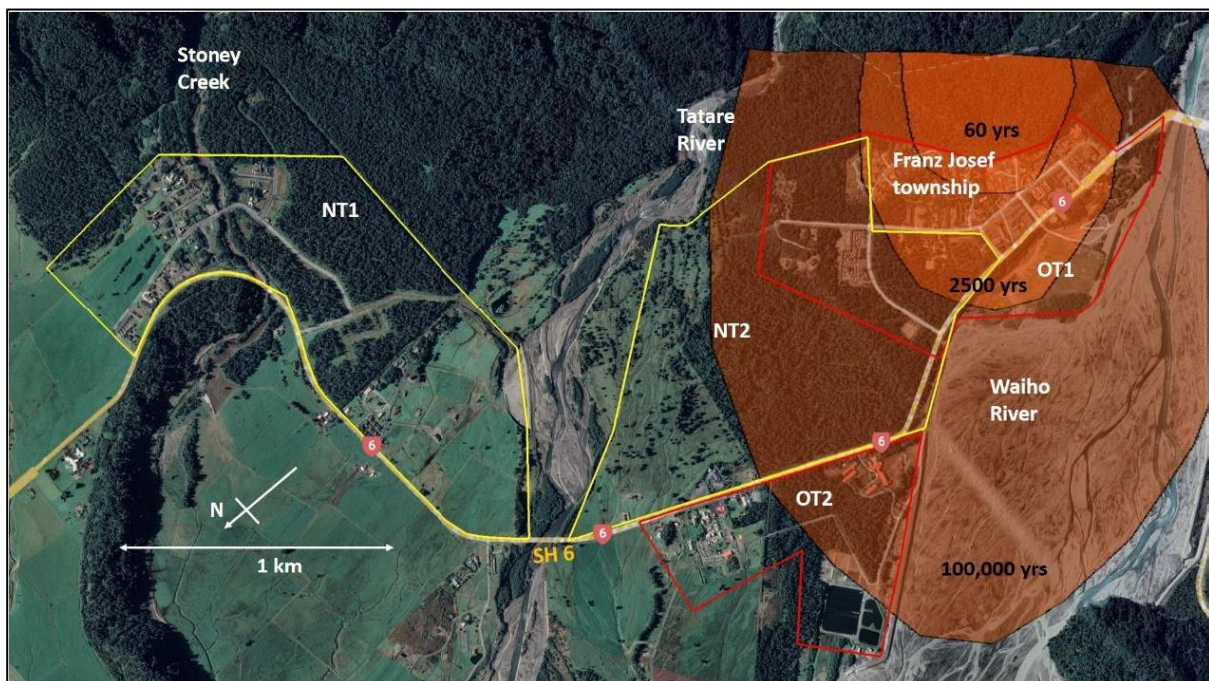 Stoney
Creek
Tatare
River
60 yrs
Franz Josef
township
6
NT1
OT1
2500 yrs
NT2
Waiho
River
6
6
N
OT2
6
SH 6
1 km
100,000 yrs